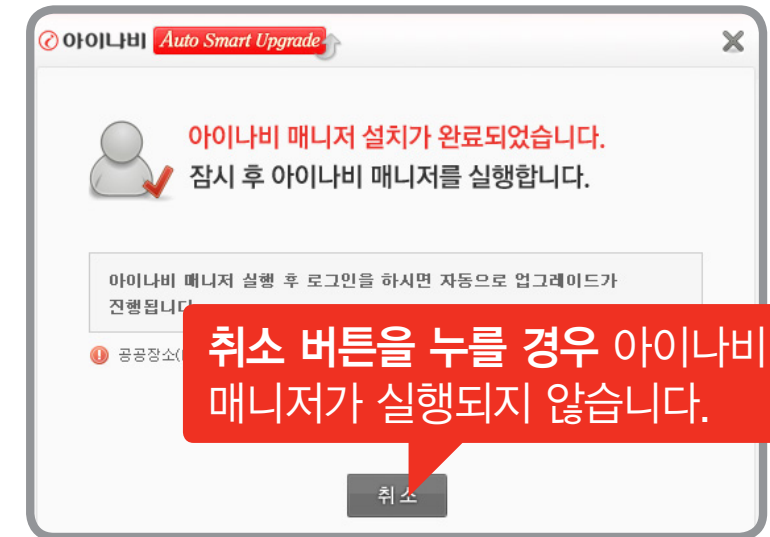 아이나비 Auto Smart Upgrade
아이나비 매니저 설치가 완료되었습니다.
잠시 후 아이나비 매니저를 실행합니다.
아이나비 매니저 실행 후 로그인을 하시면 자동으로 업그레이드가
진행됩니다
공공장소(
취소 버튼을 누를 경우 아이나비
매니저가 실행되지 않습니다.
취소